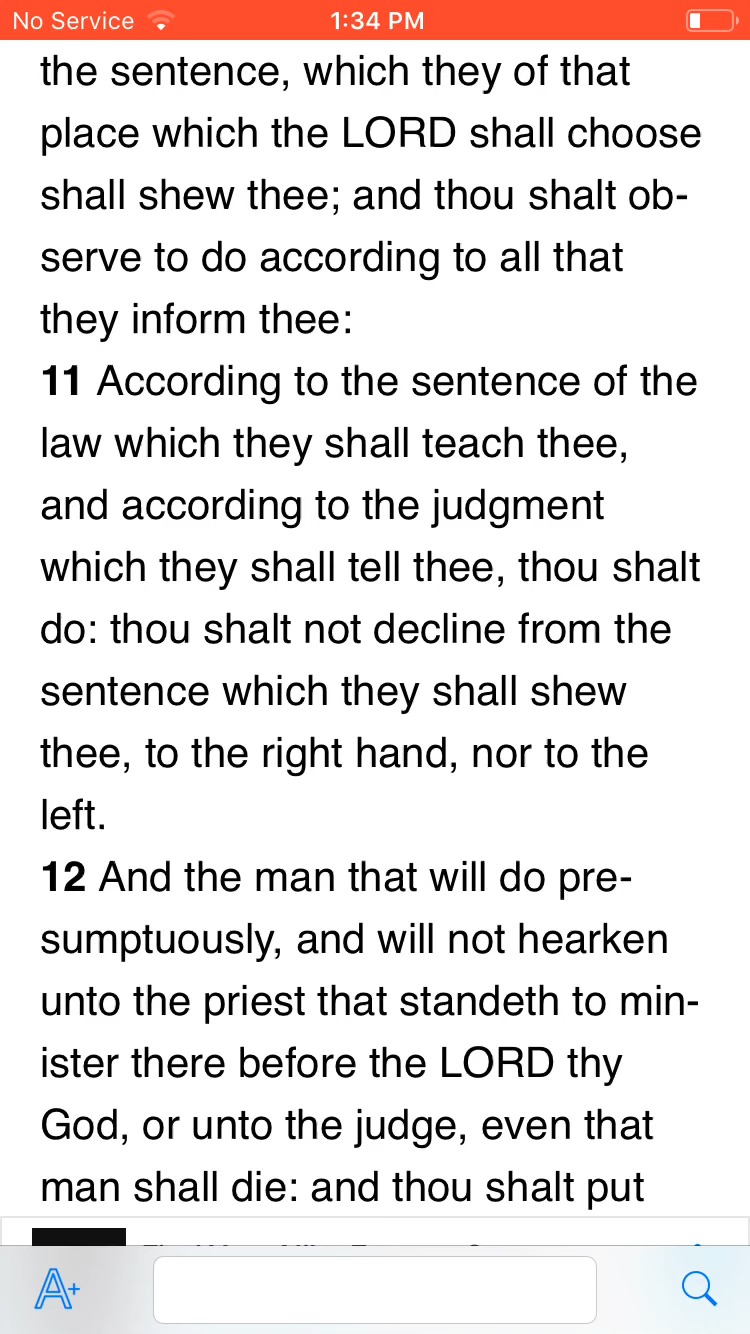 No Service 1:34 PM
the sentence, which they of that
place which the LORD shall choose
shall shew thee; and thou shalt ob-
serve to do according to all that
they inform thee:
11 According to the sentence of the
law which they shall teach thee,
and according to the judgment
which they shall tell thee, thou shalt
do: thou shalt not decline from the
sentence which they shall shew
thee, to the right hand, nor to the
left.
12 And the man that will do pre-
sumptuously, and will not hearken
unto the priest that standeth to min-
ister there before the LORD thy
God, or unto the judge, even that
man shall die: and thou shalt put
A+